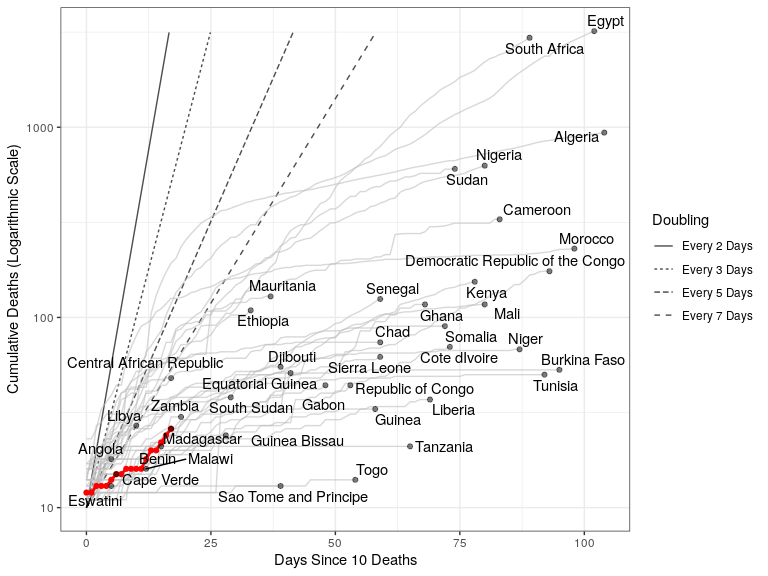 Egypt
South Africa
1000
Algeria
Nigeria
Sudan
Cameroon
Morocco
Democratic Republic of the Congo
Mauritania
Senegal
Kenya
Ethiopia
Ghana
Mali
100
Chad
Somalia
Niger
Central African Republic
Djibouti
Cote dIvoire
Burkina Faso
Sierra Leone
Equatorial Guinea
Republic of Congo
Tunisia
Zambia
South Sudan
Gabon
Liberia
Libya
Guinea
Madagascar
Guinea Bissau
Angola
Tanzania
Benin
Malawi
Cape Verde
Togo
Eswatini
Sao Tome and Principe
10
0
25
50
75
100
Days Since 10 Deaths
Cumulative Deaths (Logarithmic Scale)
Doubling
Every 2 Days
Every 3 Days
Every 5 Days
Every 7 Days